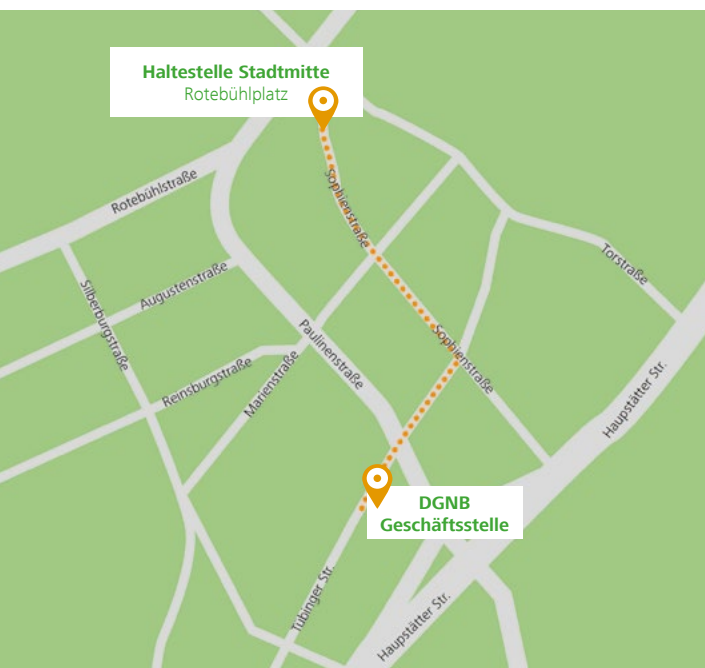 Haltestelle Stadtmitte
Rotebühlplatz
Rotebühlstraße
Sophienstraße
Torstraße
Augustenstraße
Silberburgstraße
Paulinenstraße
Sophienstraße
Reinsburgstraße
Marienstraße
Haupstätter Str.
DGNB
Geschäftsstelle
Tübinger Str.
Haupstätter Str.